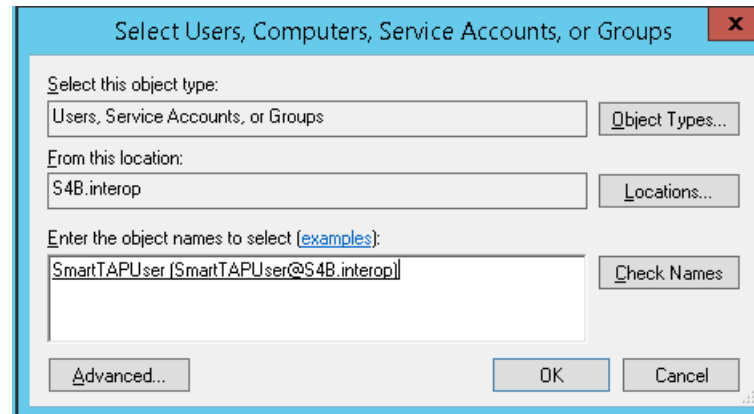 Select Users, Computers, Service Accounts, or Groups
x
Select this object type:
Users, Service Accounts, or Groups
Object Types...
From this location:
S4B.interop
Locations...
Enter the object names to select (examples):
SmartTAPUser (SmartTAPUser@S4B.interop)
Check Names
Advanced...
OK
Cancel